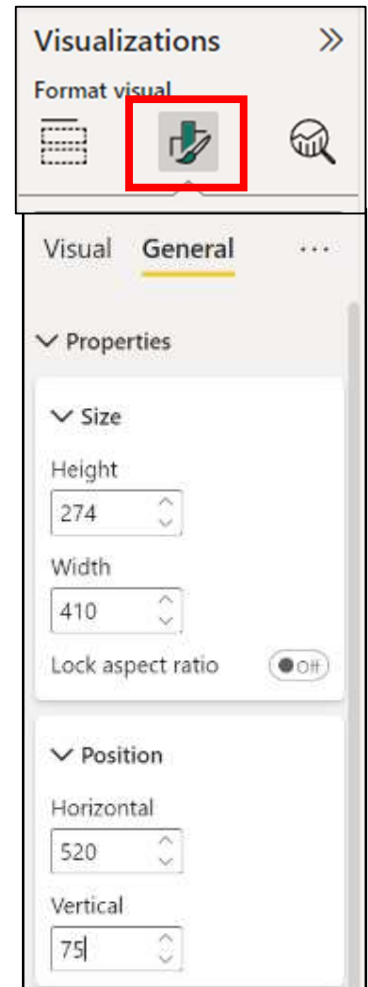 Visualizations
Format visual
Visual General ...
Properties
Size
Height
274
Width
410
Lock aspect ratio Off
Position
Horizontal
520
Vertical
75